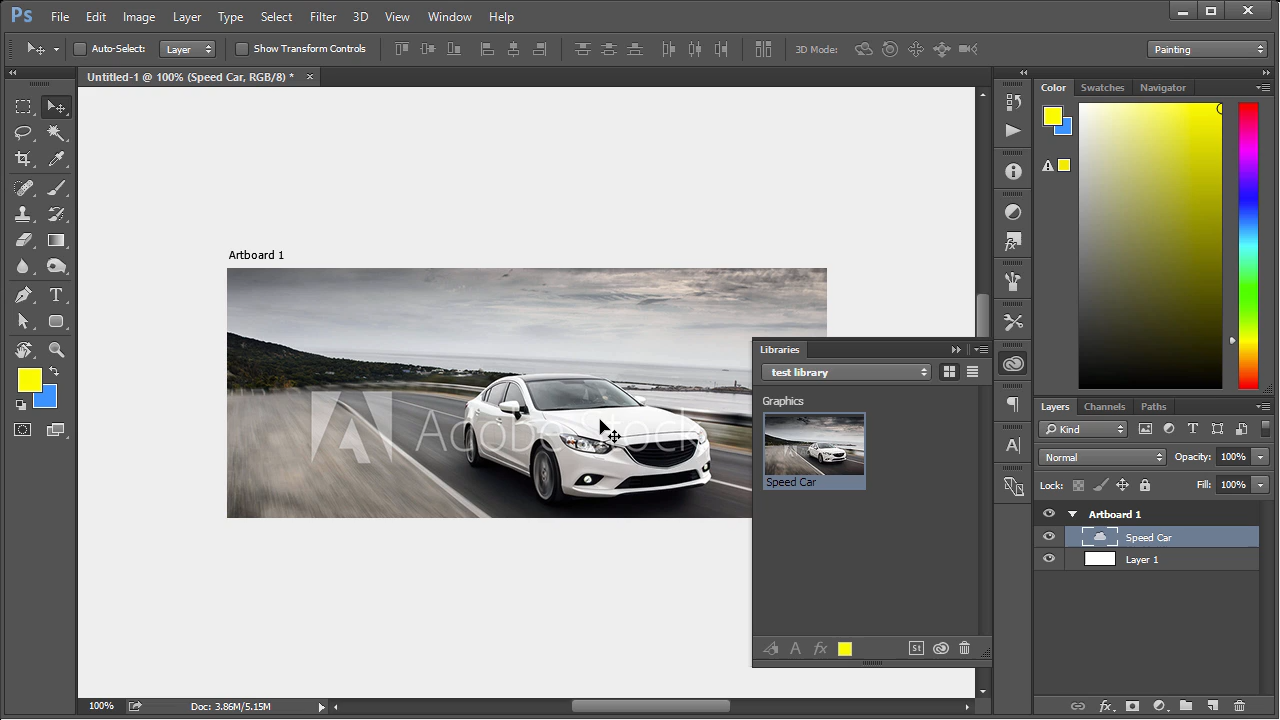 Ps File Edit Image Layer Type Select Filter 3D View Window Help
Auto-Select: Layer Show Transform Controls 3D Mode: Painting
Untitled-1 @ 100% (Speed Car, RGB/8) * ×
Color Swatches Navigator
Artboard 1
Adobe Stock
Libraries
test library
Graphics
Speed Car
A fx St
Layers Channels Paths
Kind T
Normal Opacity: 100%
Lock: Fill: 100%
Artboard 1
Speed Car
Layer 1
fx
100% Doc: 3.86M/5.15M